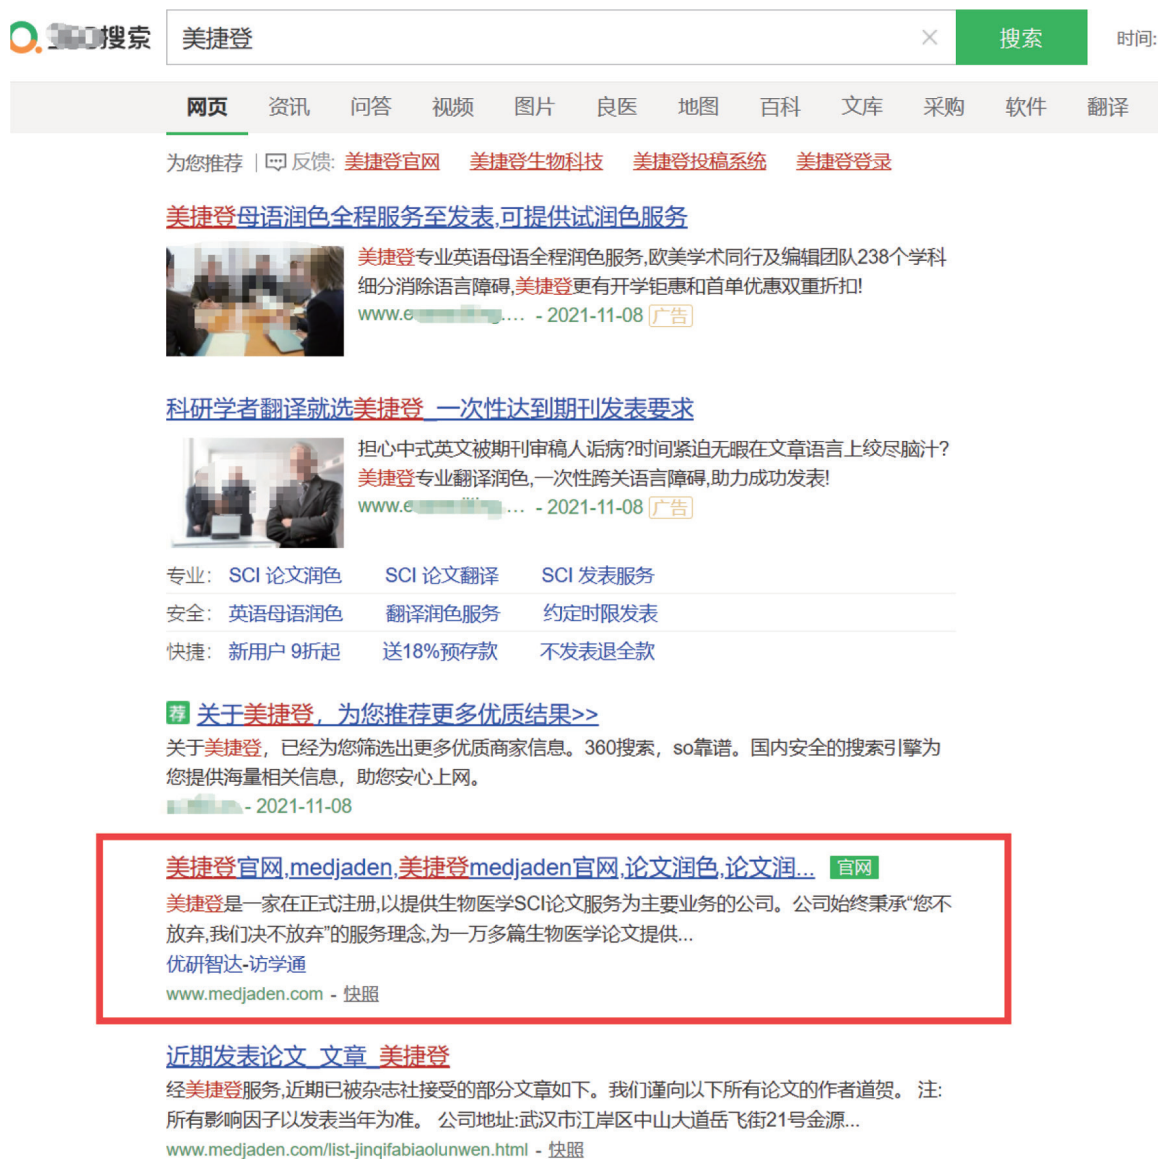 搜索
美捷登
搜索
时间:
网页 资讯 问答 视频 图片 良医 地图 百科 文库 采购 软件 翻译
为您推荐 反馈: 美捷登官网 美捷登生物科技 美捷登投稿系统 美捷登登录
美捷登母语润色全程服务至发表,可提供试润色服务
美捷登专业英语母语全程润色服务,欧美学术同行及编辑团队238个学科
细分消除语言障碍,美捷登更有开学钜惠和首单优惠双重折扣!
www.e .... - 2021-11-08 广告
科研学者翻译就选美捷登_一次性达到期刊发表要求
担心中式英文被期刊审稿人诟病?时间紧迫无暇在文章语言上绞尽脑汁?
美捷登专业翻译润色,一次性跨关语言障碍,助力成功发表!
www.e ... - 2021-11-08 广告
专业: SCI 论文润色 SCI 论文翻译 SCI 发表服务
安全: 英语母语润色 翻译润色服务 约定时限发表
快捷: 新用户 9折起 送18%预存款 不发表退全款
荐 关于美捷登，为您推荐更多优质结果>>
关于美捷登，已经为您筛选出更多优质商家信息。360搜索，so靠谱。国内安全的搜索引擎为
您提供海量相关信息，助您安心上网。
- 2021-11-08
美捷登官网,medjaden,美捷登medjaden官网,论文润色,论文润... 官网
美捷登是一家在正式注册,以提供生物医学SCI论文服务为主要业务的公司。公司始终秉承“您不
放弃,我们决不放弃”的服务理念,为一万多篇生物医学论文提供...
优研智达-访学通
www.medjaden.com - 快照
近期发表论文_文章_美捷登
经美捷登服务,近期已被杂志社接受的部分文章如下。我们谨向以下所有论文的作者道贺。 注:
所有影响因子以发表当年为准。 公司地址:武汉市江岸区中山大道岳飞街21号金源...
www.medjaden.com/list-jinqifabiaolunwen.html - 快照